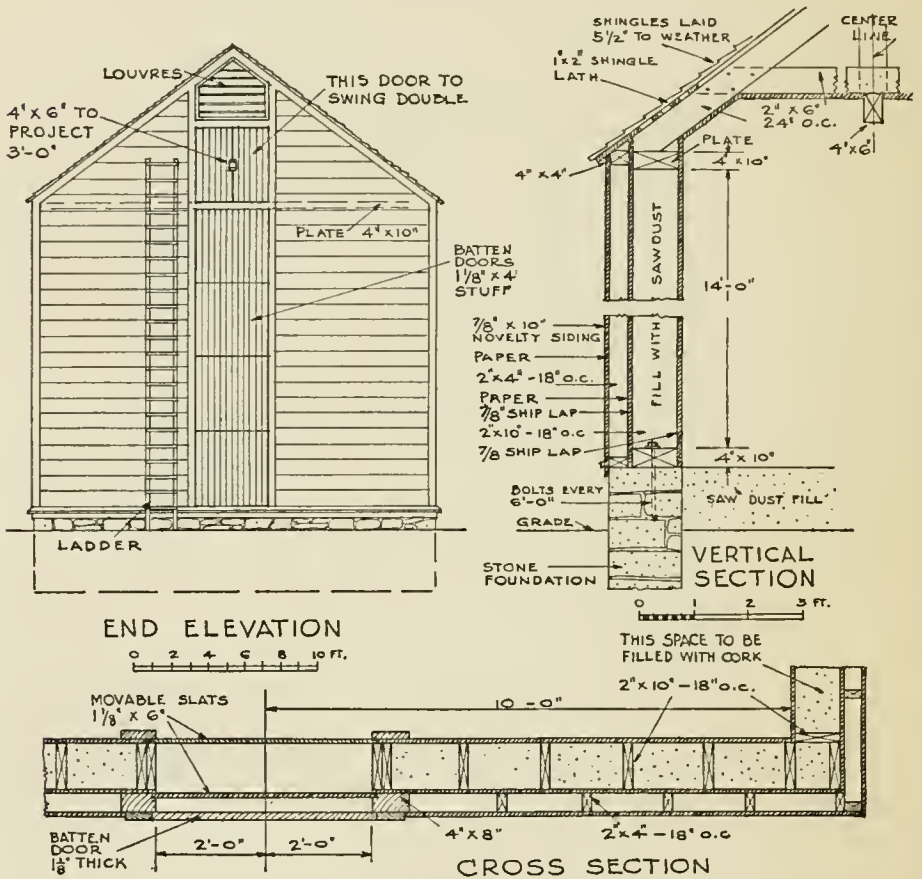 LOUVRES
THIS DOOR TO
SWING DOUBLE
4" X 6" TO
PROJECT
3'-0"
PLATE 4"X10"
BATTEN
DOORS
1 1/8" X 4"
STUFF
LADDER
END ELEVATION
0 2 4 6 8 10 FT.
SHINGLES LAID
5 1/2" TO WEATHER
1"X2" SHINGLE
LATH
CENTER
LINE
2" X 6"
24" O.C.
4"X6"
PLATE
4"X10"
4" X 4"
SAWDUST
FILL WITH
14'-0"
7/8" X 10"
NOVELTY SIDING
PAPER
2"X4"-18" O.C.
PAPER
7/8" SHIP LAP
2"X10"-18" O.C
7/8 SHIP LAP
4"X10"
BOLTS EVERY
6'-0"
SAW DUST FILL
GRADE
STONE
FOUNDATION
VERTICAL
SECTION
0 1 2 3 FT.
THIS SPACE TO BE
FILLED WITH CORK
2"X10"-18" O.C.
MOVABLE SLATS
1 1/8" X 6"
10'-0"
BATTEN
DOOR
1 1/8" THICK
2'-0"
2'-0"
4"X8"
2"X4"-18" O.C
CROSS SECTION